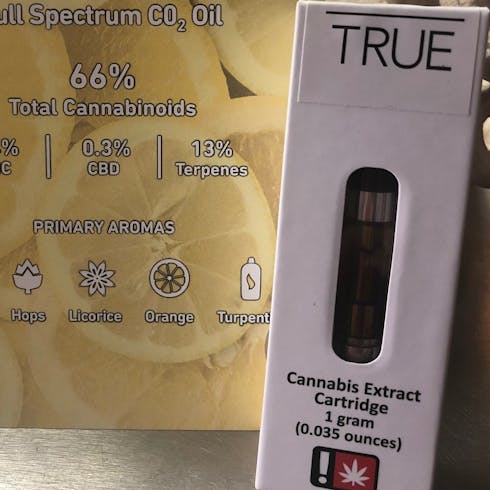 ull Spectrum CO₂ Oil
66%
Total Cannabinoids
% | 0.3% | 13%
C CBD Terpenes
PRIMARY AROMAS
Hops Licorice Orange Turpent
TRUE
Cannabis Extract
Cartridge
1 gram
(0.035 ounces)
!